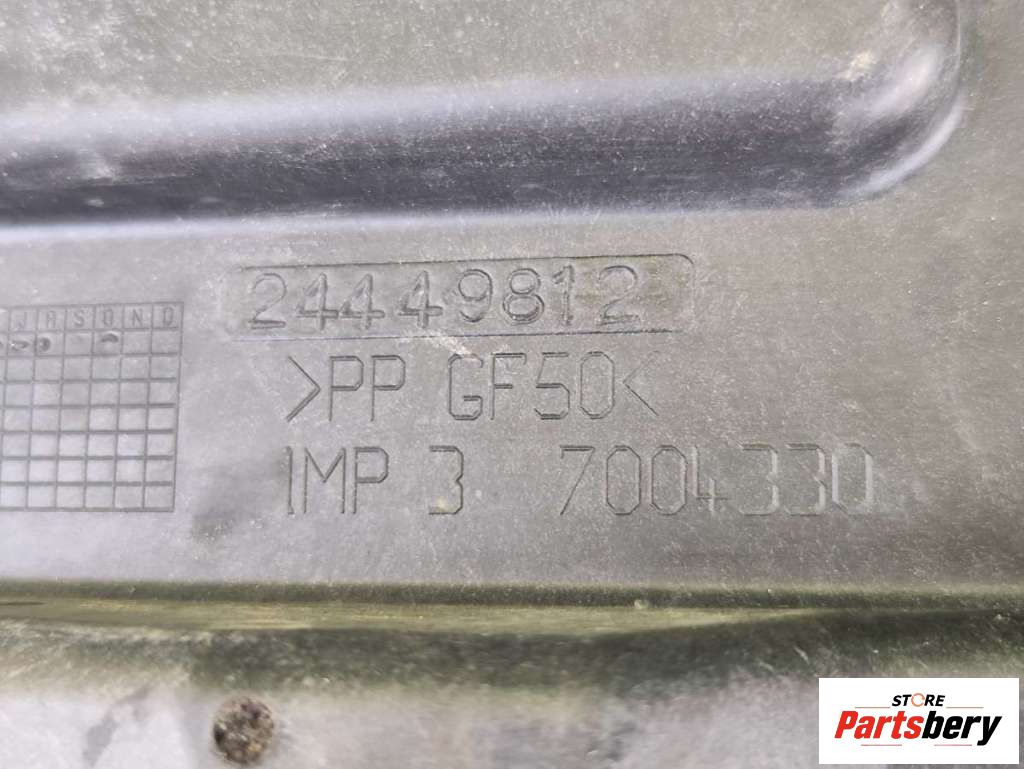 24449812
J A S O N D
>PP GF50<
IMP 3 7004330
STORE
Partsbery